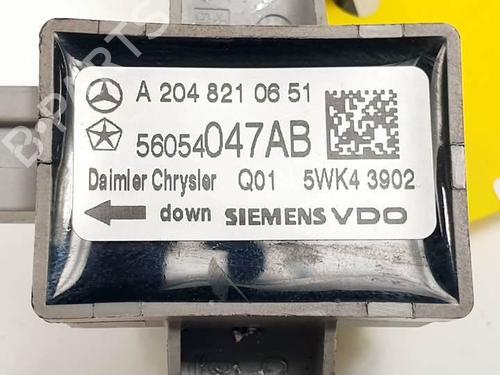 A 204 821 06 51
56054047AB
Daimler Chrysler Q01 5WK4 3902
down SIEMENS VDO